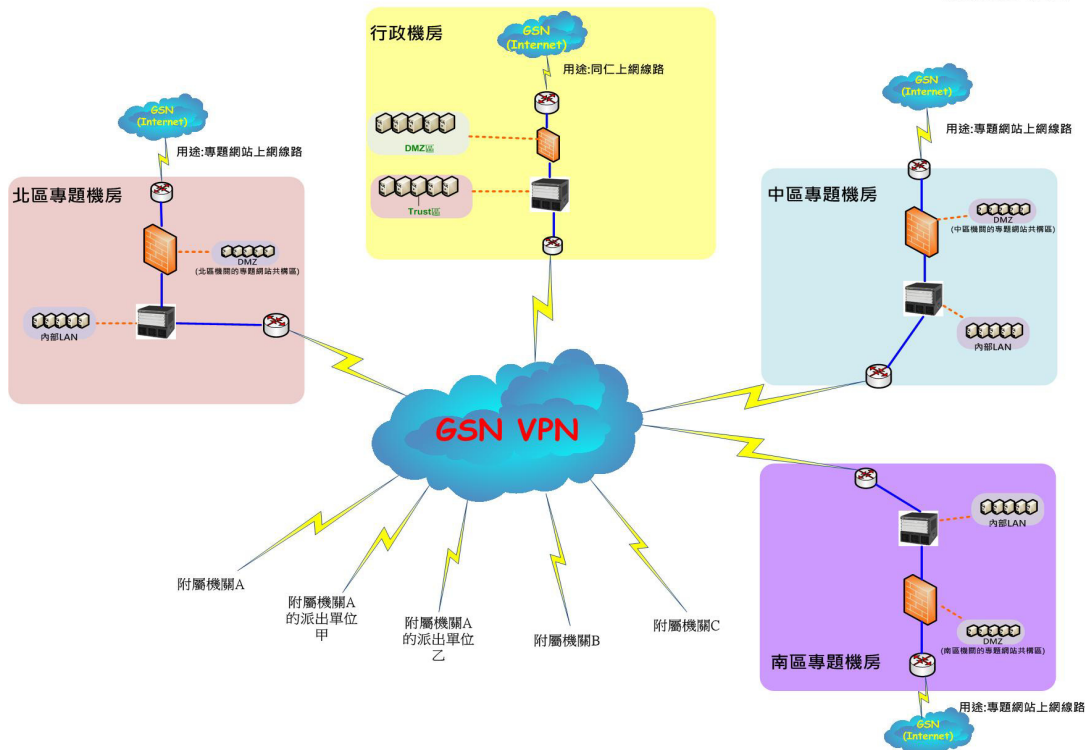 行政機房
GSN
(Internet)
用途:同仁上網線路
DMZ區
Trust區
GSN
(Internet)
用途:專題網站上網線路
北區專題機房
DMZ
(北區機關的專題網站共構區)
內部LAN
GSN
(Internet)
用途:專題網站上網線路
中區專題機房
DMZ
(中區機關的專題網站共構區)
內部LAN
GSN VPN
內部LAN
DMZ
(南區機關的專題網站共構區)
南區專題機房
用途:專題網站上網線路
GSN
(Internet)
附屬機關A
附屬機關A
的派出單位
甲
附屬機關A
的派出單位
乙
附屬機關B
附屬機關C